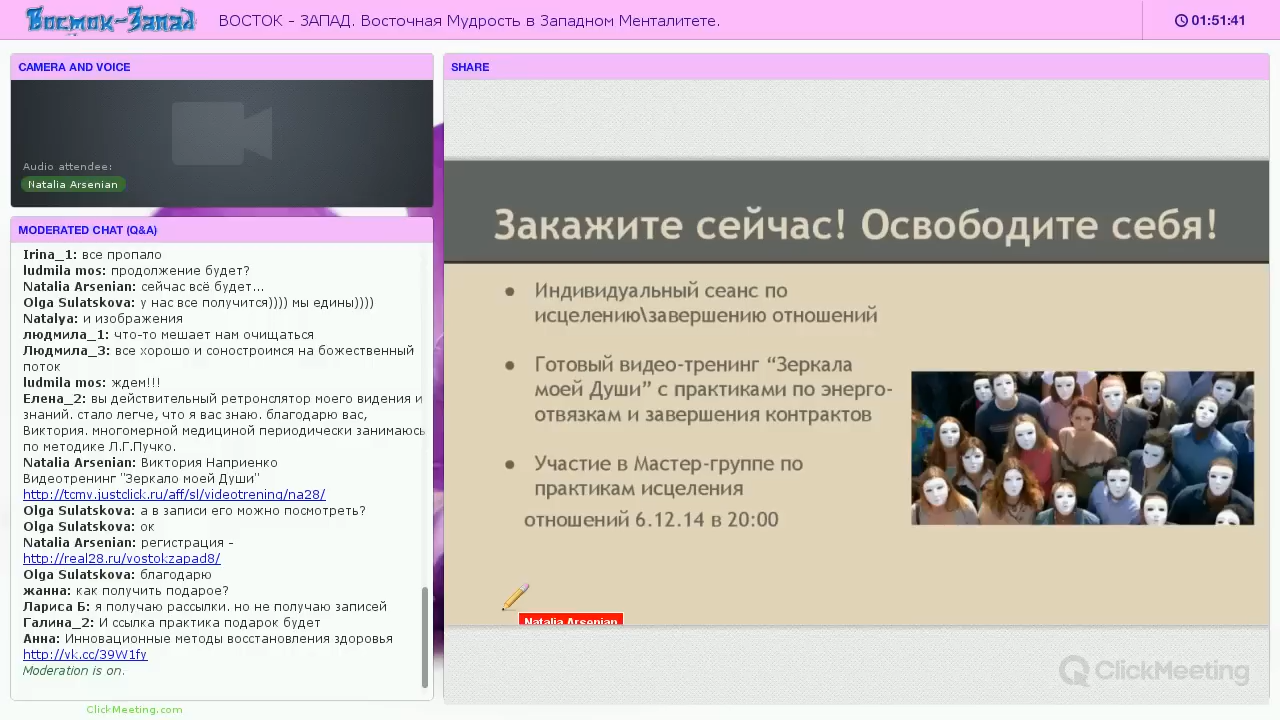 Восток-Запад
ВОСТОК - ЗАПАД. Восточная Мудрость в Западном Менталитете.
01:51:41
CAMERA AND VOICE
Audio attendee:
Natalia Arsenian
MODERATED CHAT (Q&A)
Irina_1: все пропало
ludmila mos: продолжение будет?
Natalia Arsenian: сейчас всё будет...
Olga Sulatskova: у нас все получится)))) мы едины))))
Natalya: и изображения
людмила_1: что-то мешает нам очищаться
Людмила_3: все хорошо и соностроимся на божественный
поток
ludmila mos: ждем!!!
Елена_2: вы действительный ретронслятор моего видения и
знаний. стало легче, что я вас знаю. благодарю вас,
Виктория. многомерной медициной периодически занимаюсь
по методике Л.Г.Пучко.
Natalia Arsenian: Виктория Наприенко
Видеотренинг "Зеркало моей Души"
http://tcmv.justclick.ru/aff/sl/videotrening/na28/
Olga Sulatskova: а в записи его можно посмотреть?
Olga Sulatskova: ок
Natalia Arsenian: регистрация -
http://real28.ru/vostokzapad8/
Olga Sulatskova: благодарю
жанна: как получить подарое?
Лариса Б: я получаю рассылки. но не получаю записей
Галина_2: И ссылка практика подарок будет
Анна: Инновационные методы восстановления здоровья
http://vk.cc/39W1fy
Moderation is on.
ClickMeeting.com
SHARE
Закажите сейчас! Освободите себя!
● Индивидуальный сеанс по
исцелению\завершению отношений
● Готовый видео-тренинг “Зеркала
моей Души” с практиками по энерго-
отвязкам и завершения контрактов
● Участие в Мастер-группе по
практикам исцеления
отношений 6.12.14 в 20:00
Natalia Arsenian
ClickMeeting